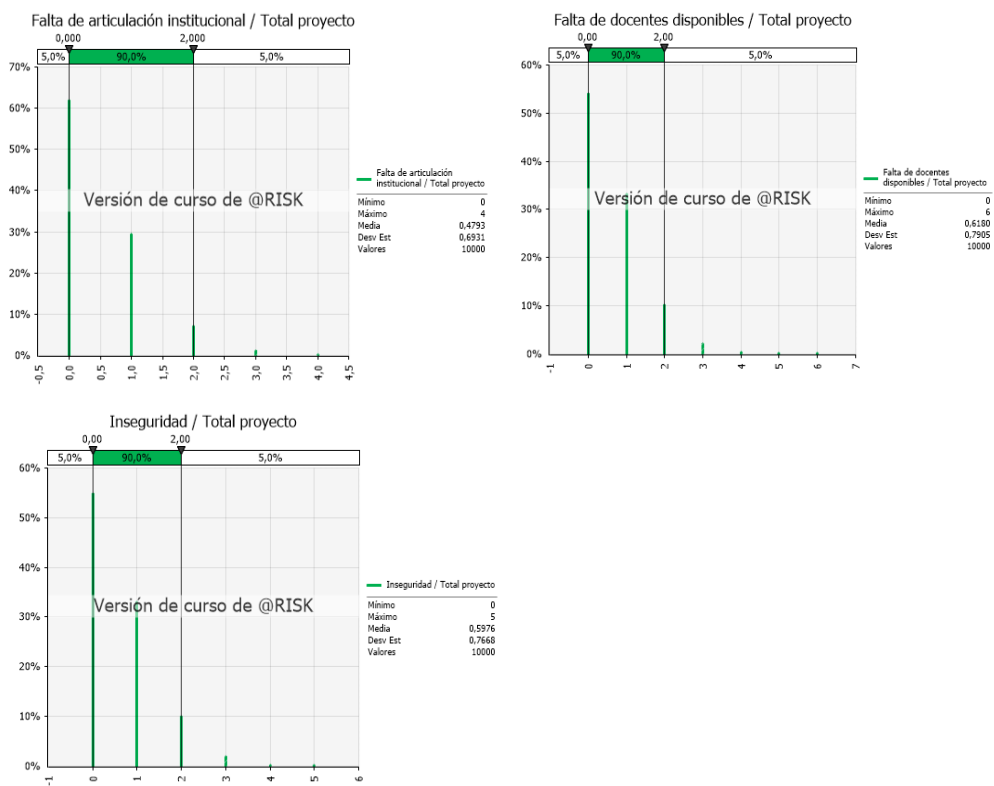 Falta de articulación institucional / Total proyecto
0,000 2,000
5,0% 90,0% 5,0%
70%
60%
50%
40%
30%
20%
10%
0%
Versión de curso de @RISK
-0,5 0,0 0,5 1,0 1,5 2,0 2,5 3,0 3,5 4,0 4,5
Falta de articulación
institucional / Total proyecto
Mínimo 0
Máximo 4
Media 0,4793
Desv Est 0,6931
Valores 10000
Falta de docentes disponibles / Total proyecto
0,00 2,00
5,0% 90,0% 5,0%
60%
50%
40%
30%
20%
10%
0%
Versión de curso de @RISK
-1 0 1 2 3 4 5 6 7
Falta de docentes
disponibles / Total proyecto
Mínimo 0
Máximo 6
Media 0,6180
Desv Est 0,7905
Valores 10000
Inseguridad / Total proyecto
0,00 2,00
5,0% 90,0% 5,0%
60%
50%
40%
30%
20%
10%
0%
Versión de curso de @RISK
-1 0 1 2 3 4 5 6
Inseguridad / Total proyecto
Mínimo 0
Máximo 5
Media 0,5976
Desv Est 0,7668
Valores 10000